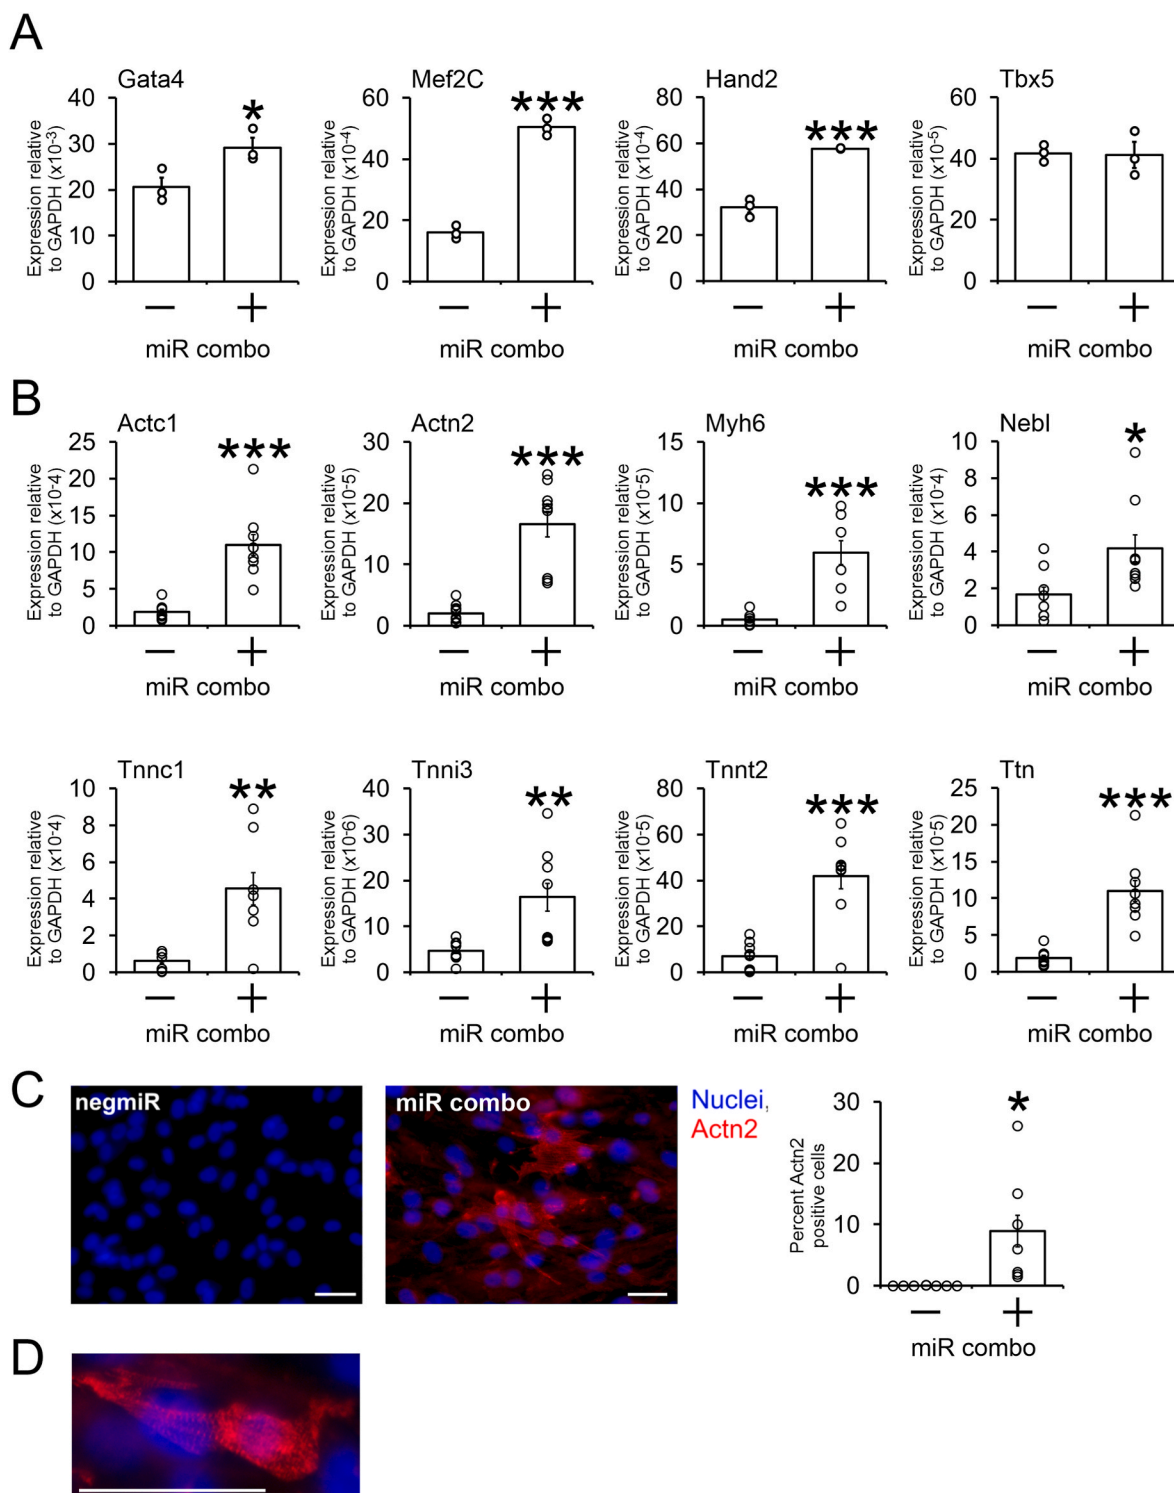 A
Gata4
Expression relative
to GAPDH (x10-3)
40
30
20
10
0
*
— +
miR combo
Mef2C
Expression relative
to GAPDH (x10-4)
60
40
20
0
***
— +
miR combo
Hand2
Expression relative
to GAPDH (x10-4)
80
60
40
20
0
***
— +
miR combo
Tbx5
Expression relative
to GAPDH (x10-5)
60
40
20
0
— +
miR combo
B
Actc1
Expression relative
to GAPDH (x10-4)
25
20
15
10
5
0
***
— +
miR combo
Actn2
Expression relative
to GAPDH (x10-5)
30
20
10
0
***
— +
miR combo
Myh6
Expression relative
to GAPDH (x10-5)
15
10
5
0
***
— +
miR combo
Nebl
Expression relative
to GAPDH (x10-4)
10
8
6
4
2
0
*
— +
miR combo
Tnnc1
Expression relative
to GAPDH (x10-4)
10
8
6
4
2
0
**
— +
miR combo
Tnni3
Expression relative
to GAPDH (x10-6)
40
30
20
10
0
**
— +
miR combo
Tnnt2
Expression relative
to GAPDH (x10-5)
80
60
40
20
0
***
— +
miR combo
Ttn
Expression relative
to GAPDH (x10-5)
25
20
15
10
5
0
***
— +
miR combo
C
negmiR
miR combo
Nuclei,
Actn2
Percent Actn2
positive cells
30
20
10
0
*
— +
miR combo
D